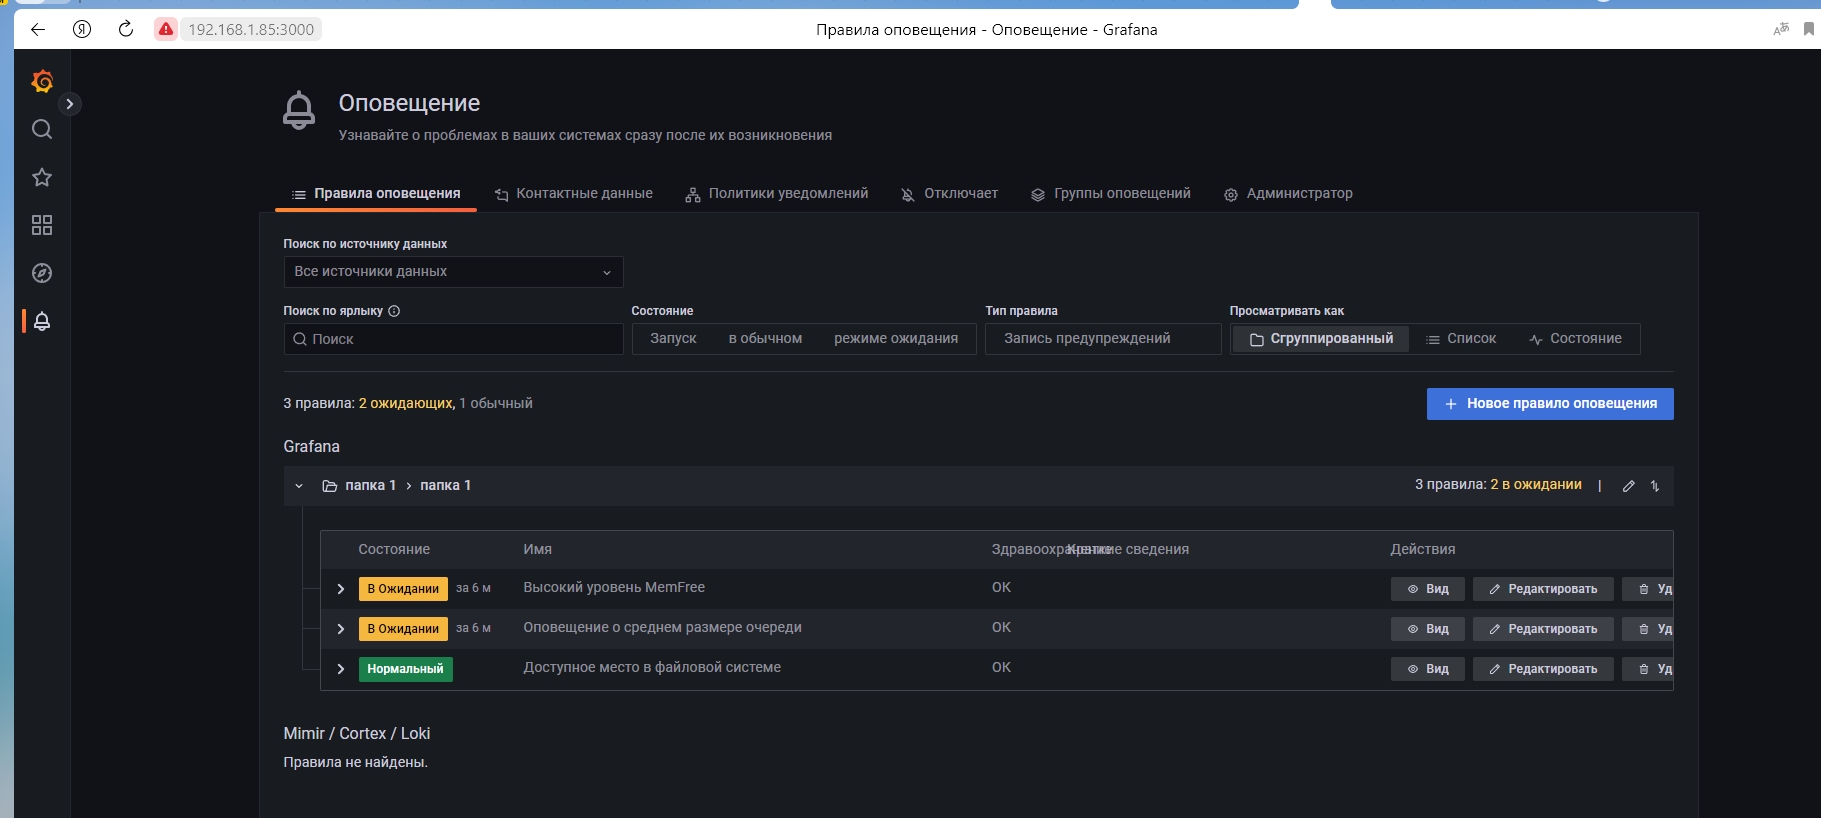 192.168.1.85:3000
Правила оповещения - Оповещение - Grafana
Оповещение
Узнавайте о проблемах в ваших системах сразу после их возникновения
Правила оповещения Контактные данные Политики уведомлений Отключает Группы оповещений Администратор
Поиск по источнику данных
Все источники данных
Поиск по ярлыку Состояние Тип правила Просматривать как
Поиск Запуск в обычном режиме ожидания Запись предупреждений Сгруппированный Список Состояние
3 правила: 2 ожидающих, 1 обычный
+ Новое правило оповещения
Grafana
папка 1 > папка 1 3 правила: 2 в ожидании |
Состояние Имя Здравоохранение Краткие сведения Действия
В Ожидании за 6 м Высокий уровень MemFree ОК Вид Редактировать Уд
В Ожидании за 6 м Оповещение о среднем размере очереди ОК Вид Редактировать Уд
Нормальный Доступное место в файловой системе ОК Вид Редактировать Уд
Mimir / Cortex / Loki
Правила не найдены.